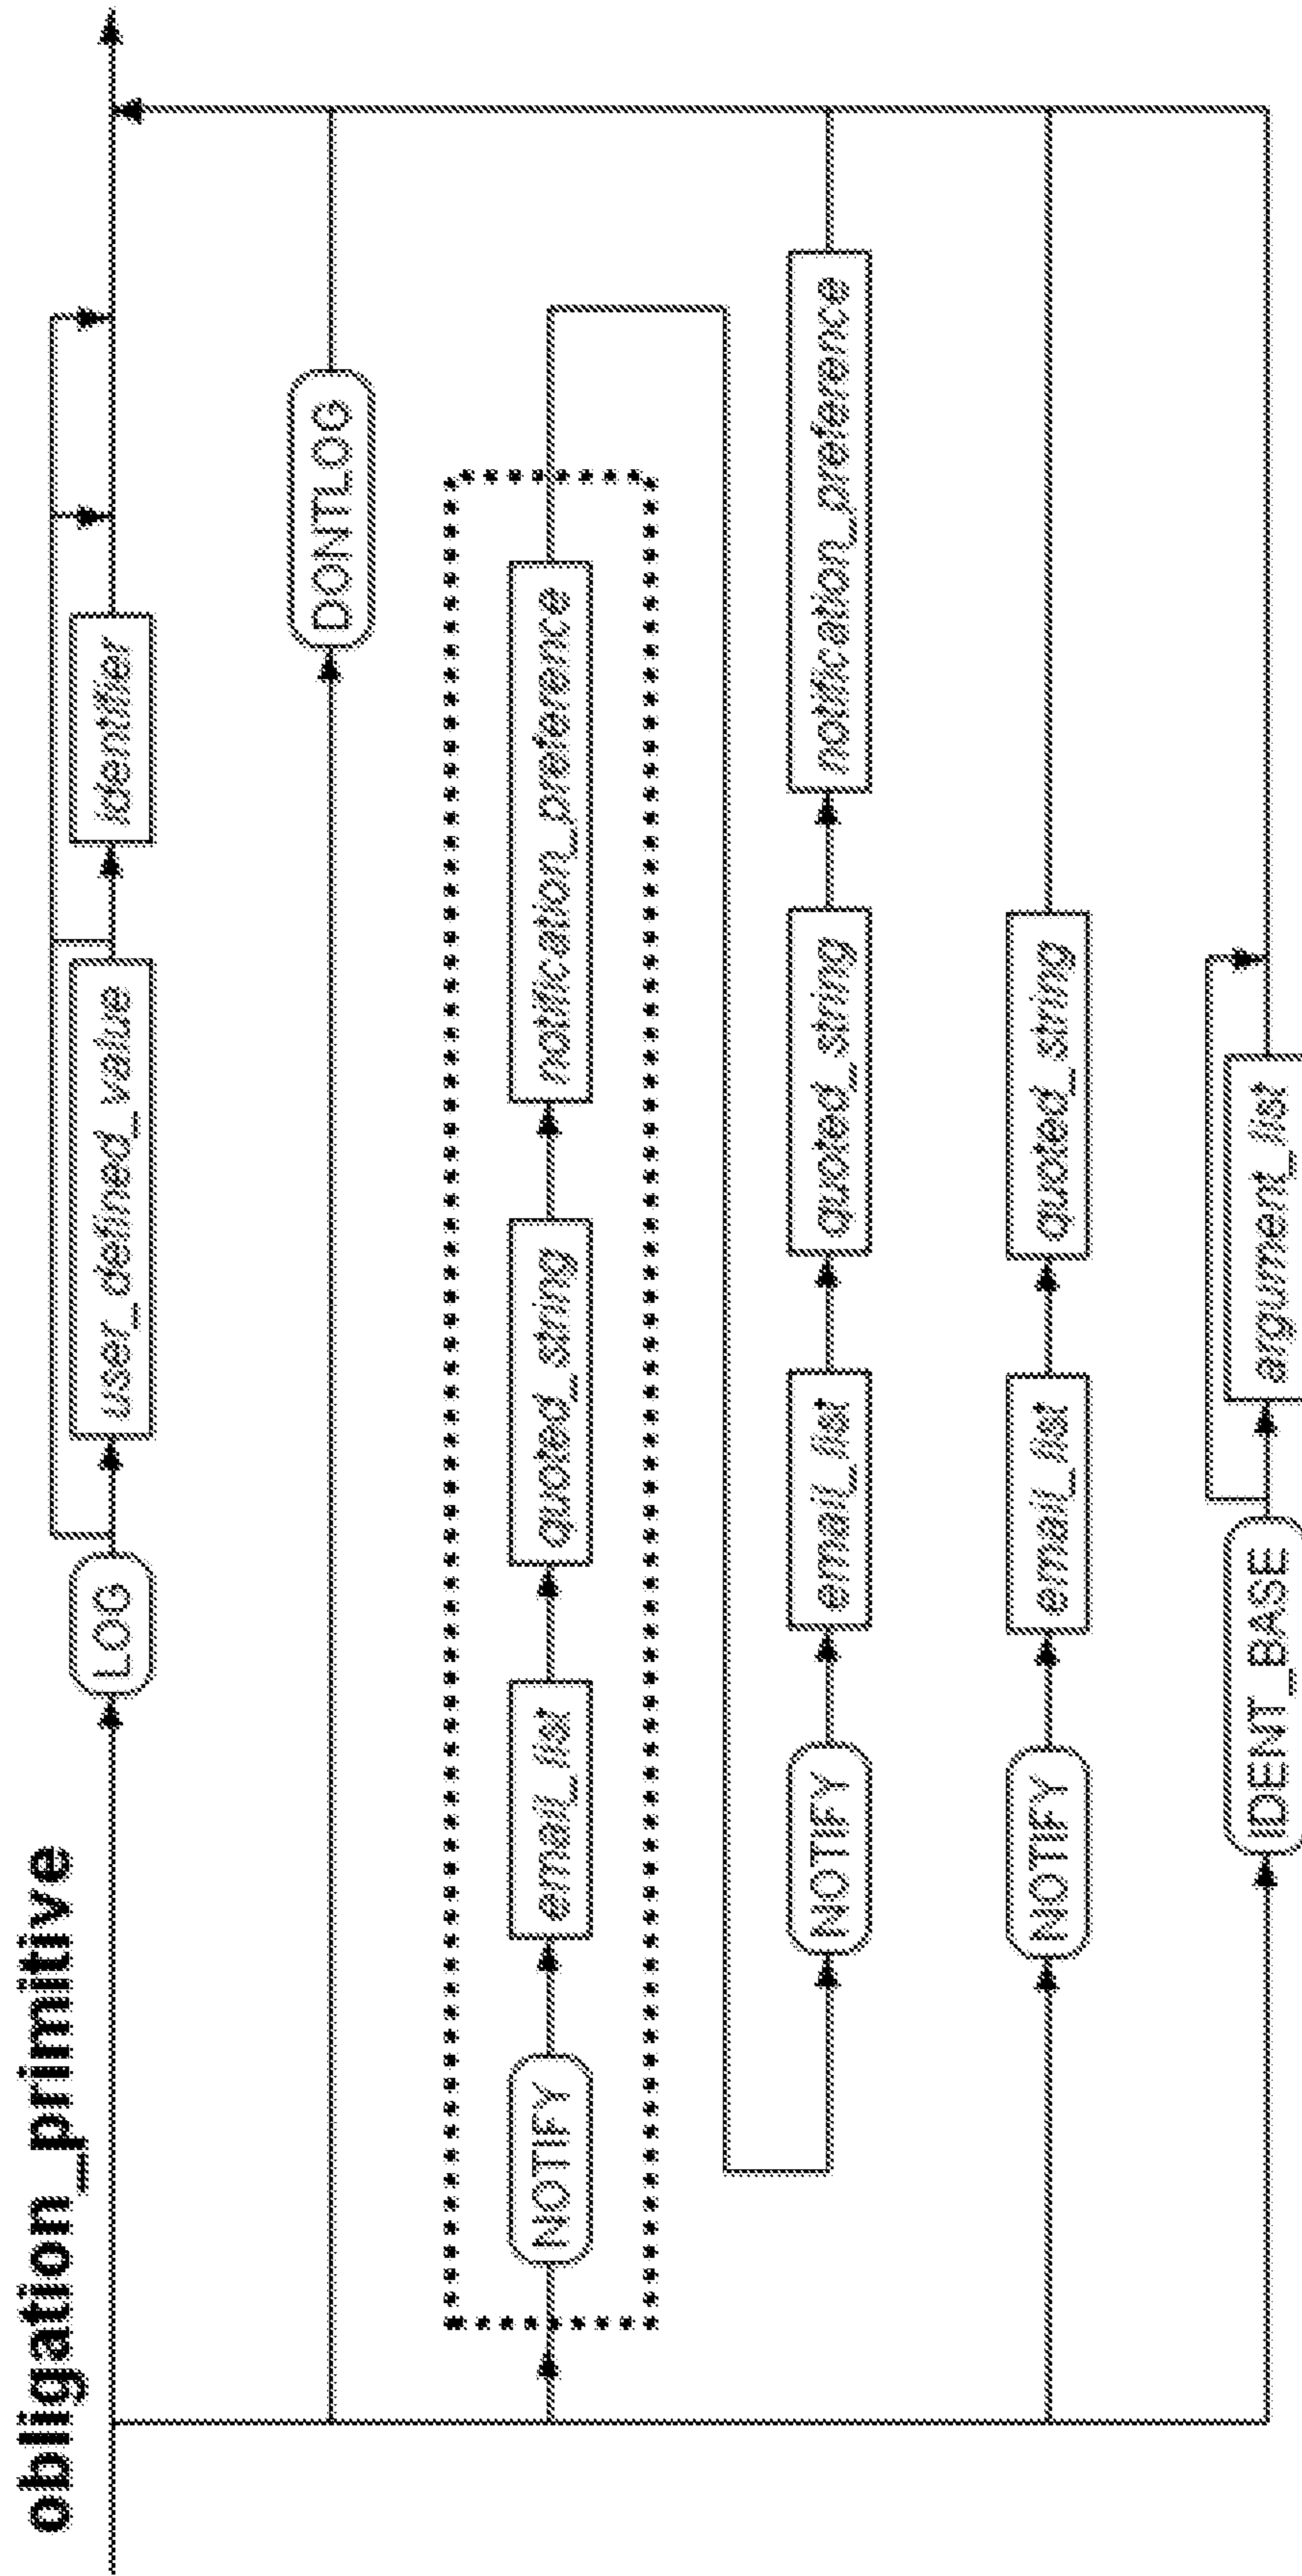 obligation_primitive
LOG user_defined_value identifier
DONTLOG
NOTIFY email_list quoted_string notification_preference
NOTIFY email_list quoted_string notification_preference
NOTIFY email_list quoted_string
IDENT_BASE argument_list